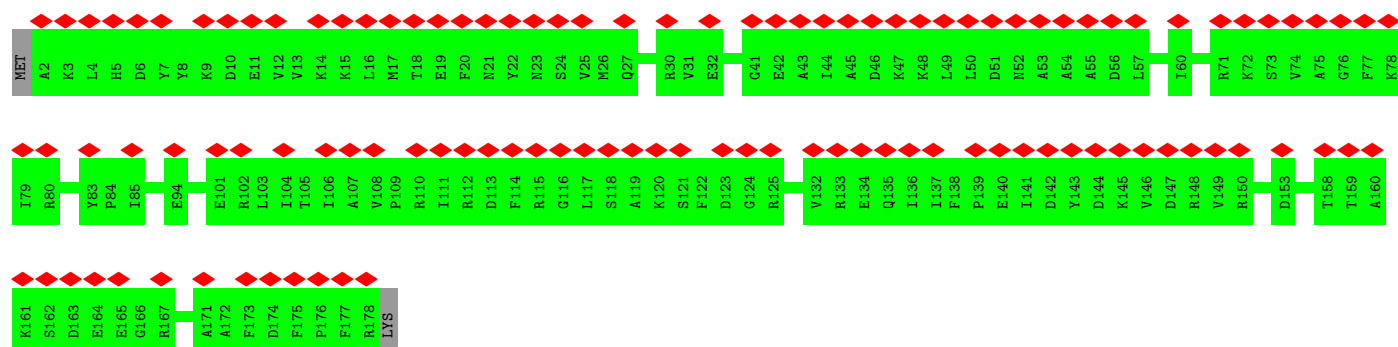 MET A2 K3 L4 H5 D6 Y7 Y8 K9 D10 E11 V12 V13 K14 K15 L16 M17 T18 E19 F20 N21 Y22 N23 S24 V25 M26 Q27 R30 V31 E32 G41 E42 A43 I44 A45 D46 K47 K48 L49 L50 D51 N52 A53 A54 A55 D56 L57 I60 R71 K72 S73 V74 A75 G76 F77 K78
I79 R80 Y83 P84 I85 E94 E101 R102 L103 I104 T105 I106 A107 V108 P109 R110 I111 R112 D113 F114 R115 G116 L117 S118 A119 K120 S121 F122 D123 G124 R125 V132 R133 E134 Q135 I136 I137 F138 P139 E140 I141 D142 Y143 D144 K145 V146 D147 R148 V149 R150 D153 T158 T159 A160
K161 S162 D163 E164 E165 G166 R167 A171 A172 F173 D174 F175 P176 F177 R178 LYS